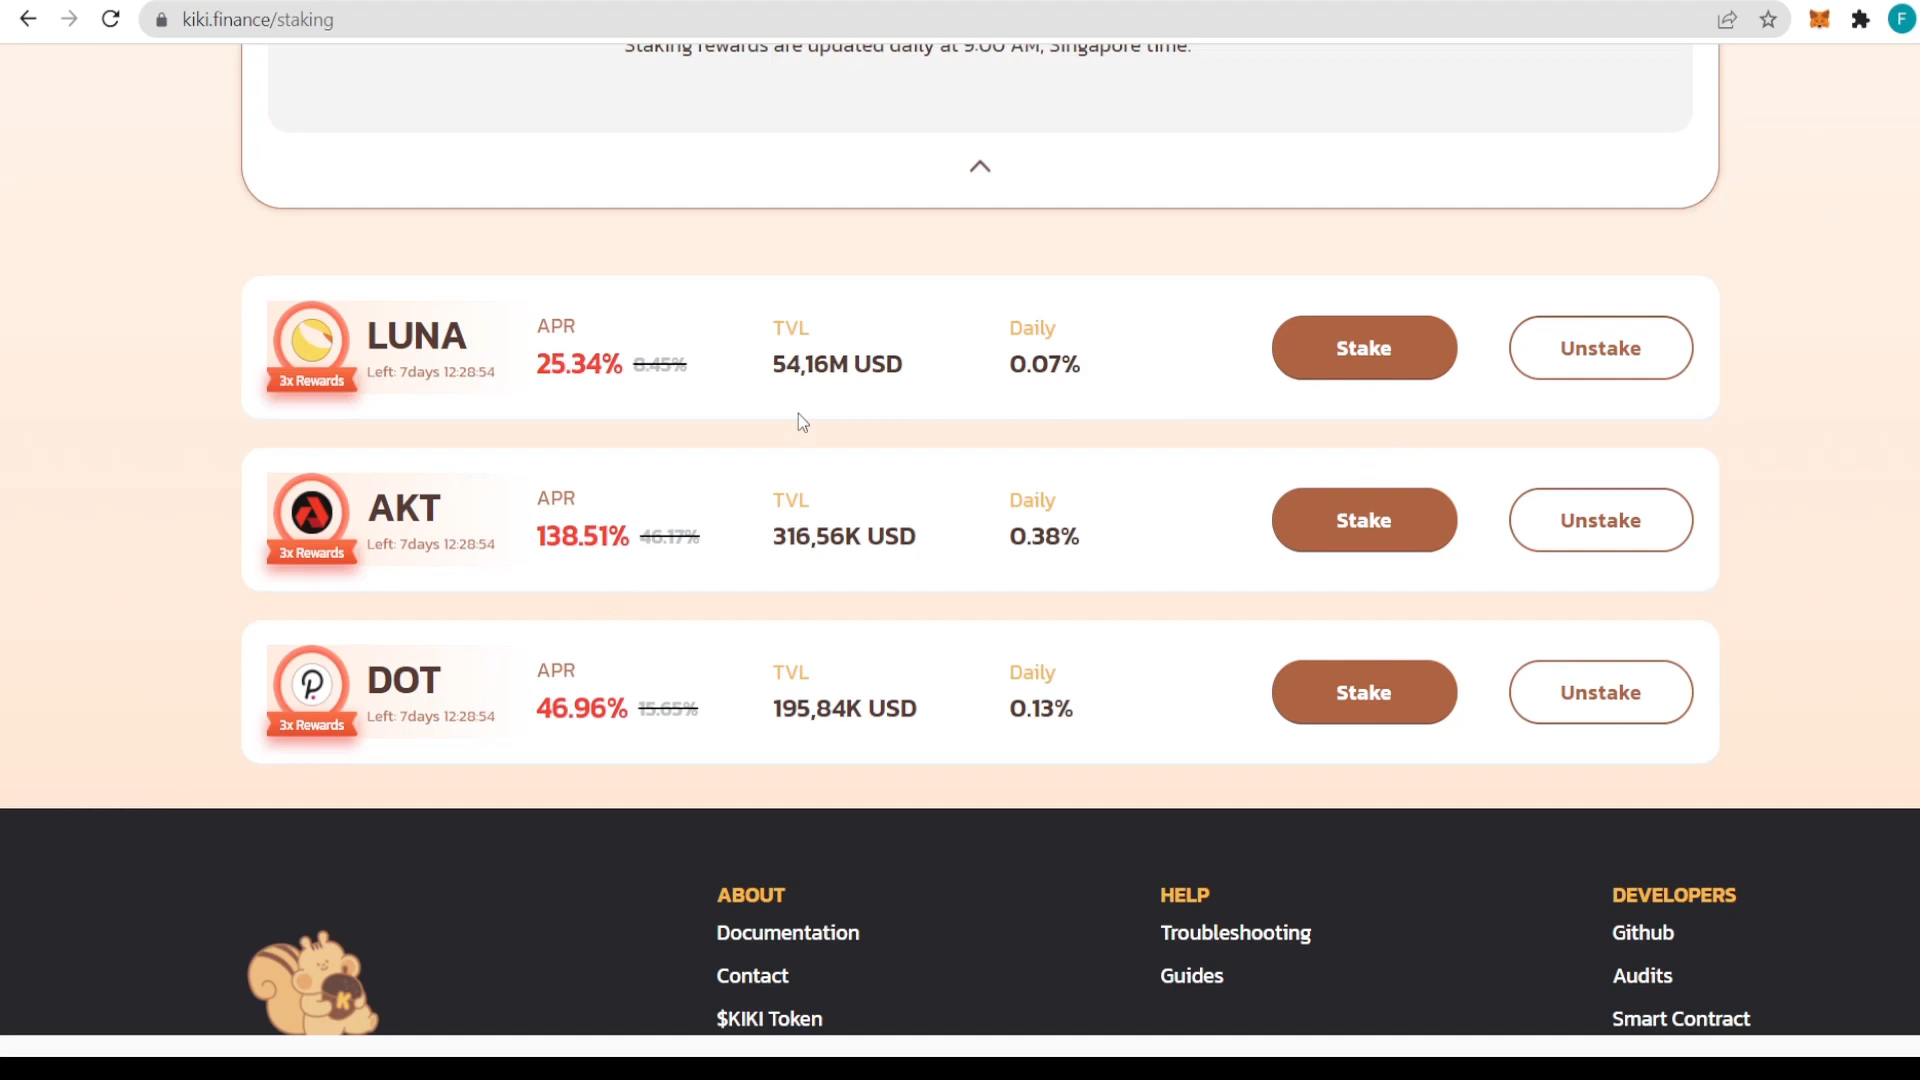 kiki.finance/staking
F
Staking rewards are updated daily at 9:00 AM, Singapore time.
LUNA
Left: 7days 12:28:54
3x Rewards
APR
25.34% 8.45%
TVL
54,16M USD
Daily
0.07%
Stake
Unstake
AKT
Left: 7days 12:28:54
3x Rewards
APR
138.51% 46.17%
TVL
316,56K USD
Daily
0.38%
Stake
Unstake
DOT
Left: 7days 12:28:54
3x Rewards
APR
46.96% 15.65%
TVL
195,84K USD
Daily
0.13%
Stake
Unstake
K
ABOUT
Documentation
Contact
$KIKI Token
HELP
Troubleshooting
Guides
DEVELOPERS
Github
Audits
Smart Contract